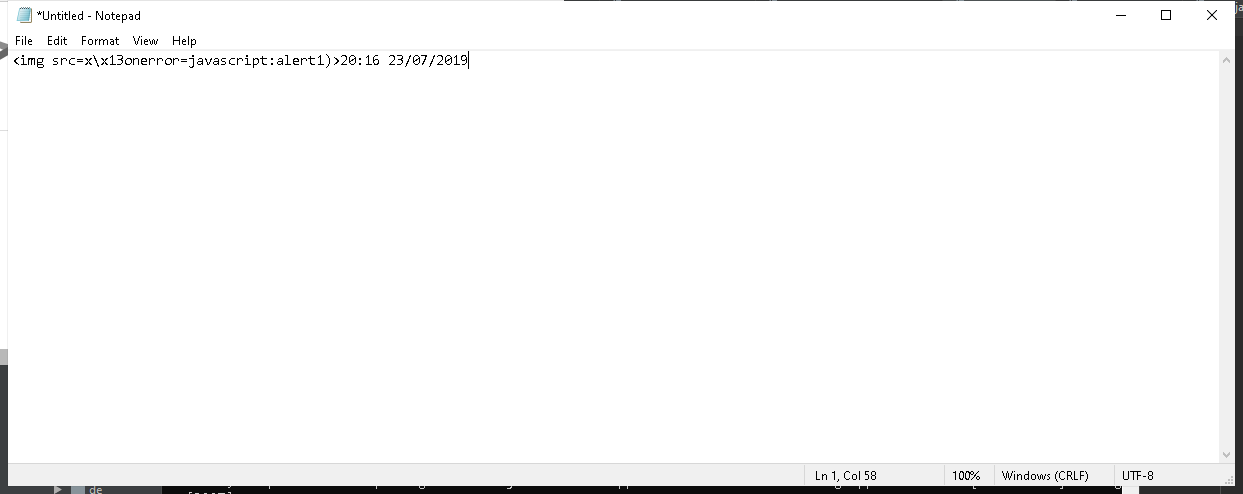 *Untitled - Notepad
File Edit Format View Help
<img src=x\x13onerror=javascript:alert1)>20:16 23/07/2019
Ln 1, Col 58 100% Windows (CRLF) UTF-8
de